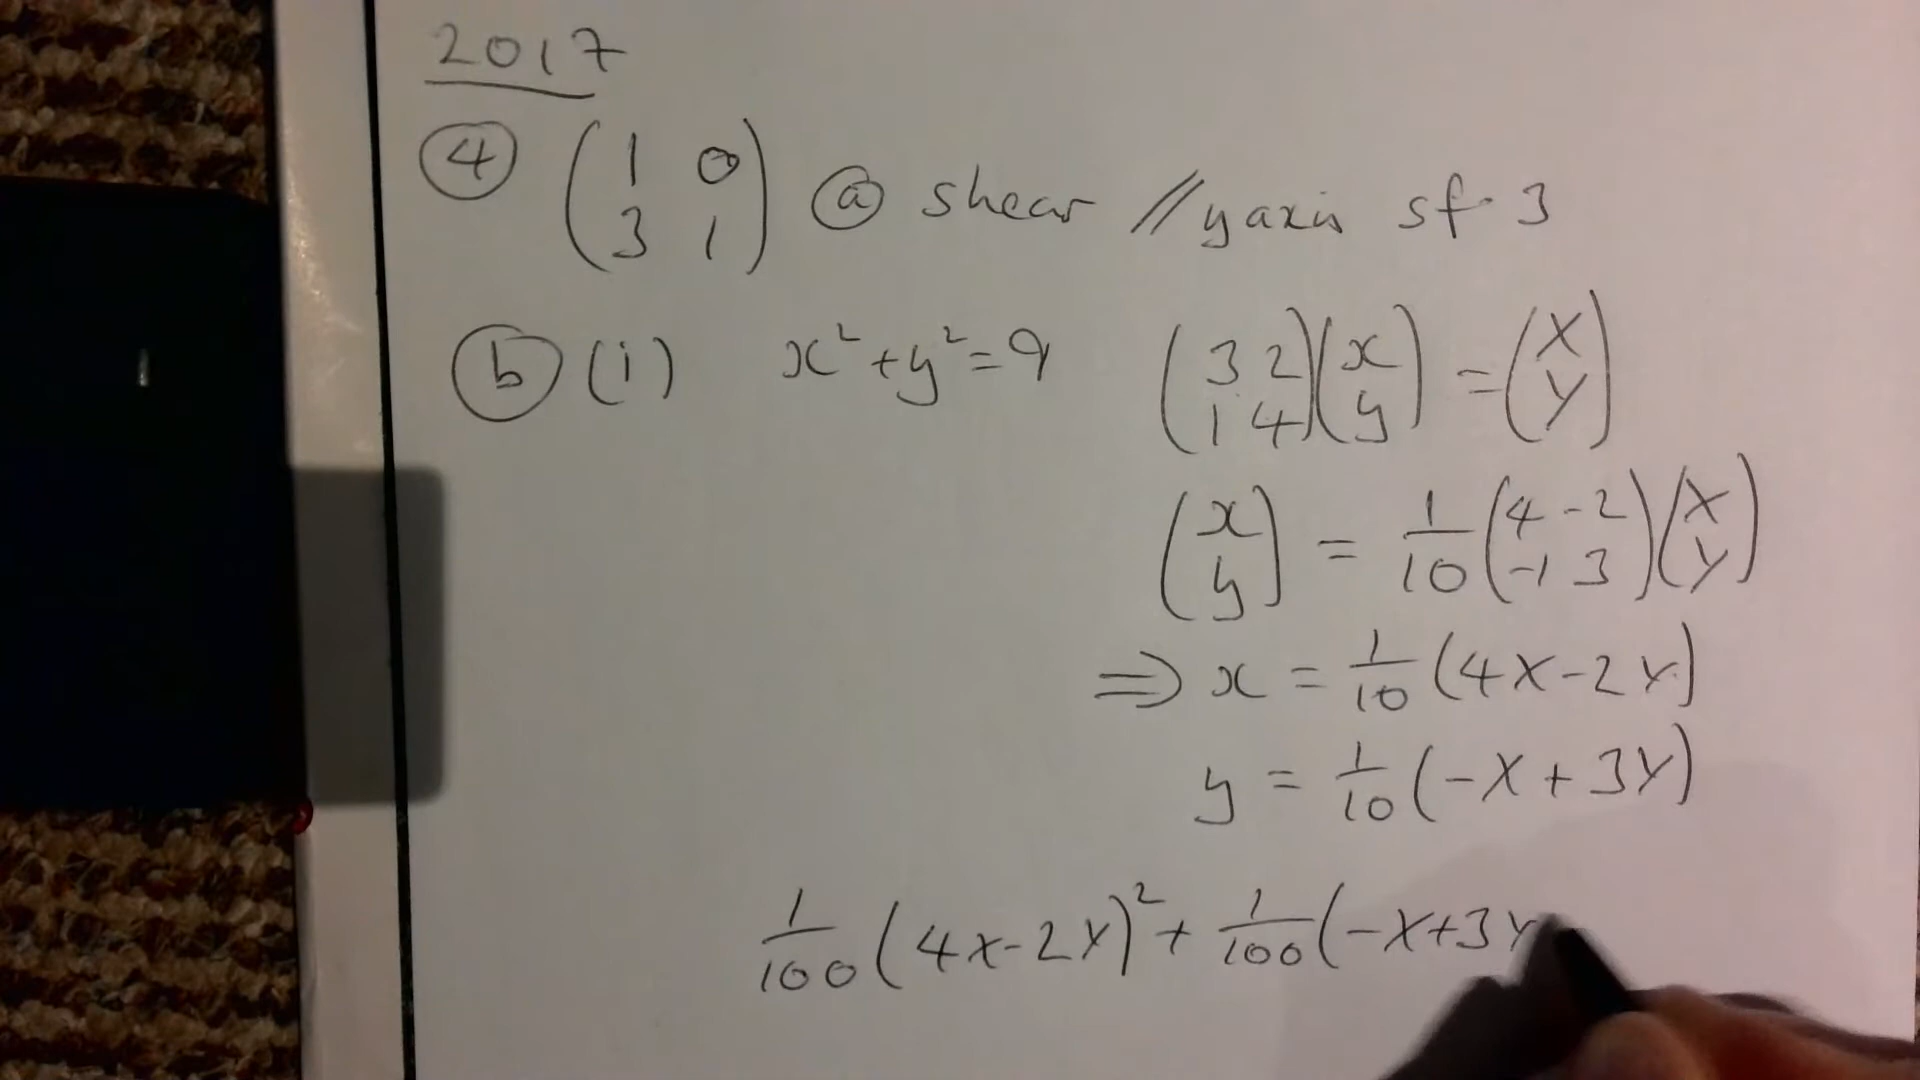 2017
④ (1 0 / 3 1) ⓐ shear // y axis sf. 3
ⓑ (i) x² + y² = 9 (3 2 / 1 4)(x / y) = (X / Y)
(x / y) = 1/10 (4 -2 / -1 3)(X / Y)
⇒ x = 1/10 (4X - 2Y)
y = 1/10 (-X + 3Y)
1/100 (4X - 2Y)² + 1/100 (-X + 3Y